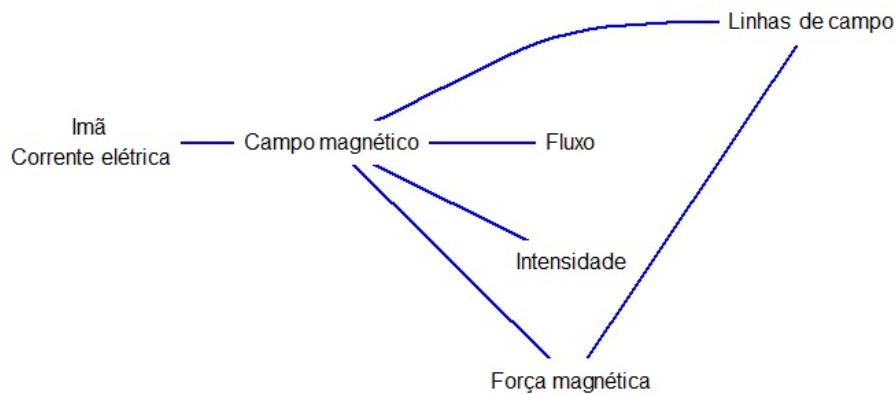 Linhas de campo
Imã
Corrente elétrica
Campo magnético
Fluxo
Intensidade
Força magnética